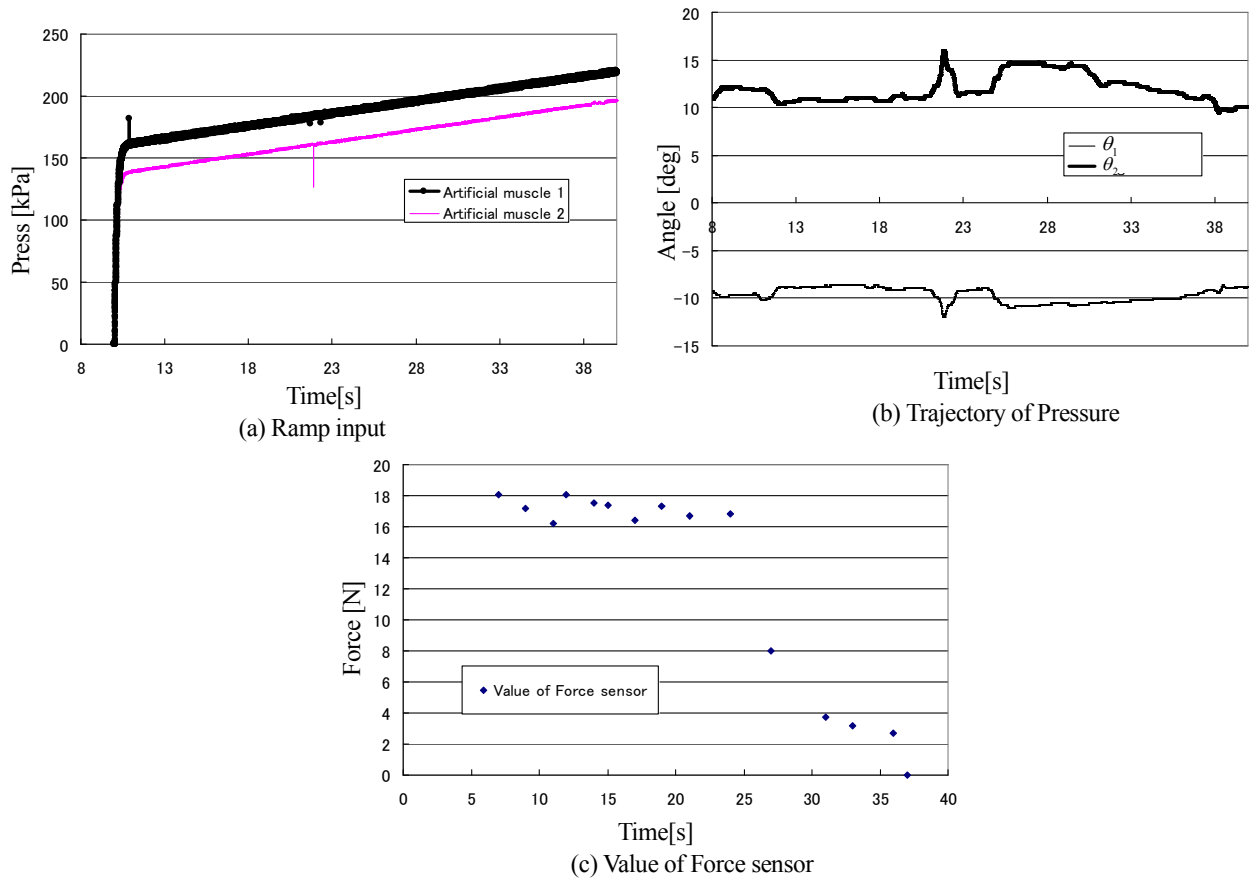 250
200
150
100
50
0
Press [kPa]
Artificial muscle 1
Artificial muscle 2
8 13 18 23 28 33 38
Time[s]
(a) Ramp input
20
15
10
5
0
-5
-10
-15
Angle [deg]
θ1
θ2
8 13 18 23 28 33 38
Time[s]
(b) Trajectory of Pressure
20
18
16
14
12
10
8
6
4
2
0
Force [N]
Value of Force sensor
0 5 10 15 20 25 30 35 40
Time[s]
(c) Value of Force sensor